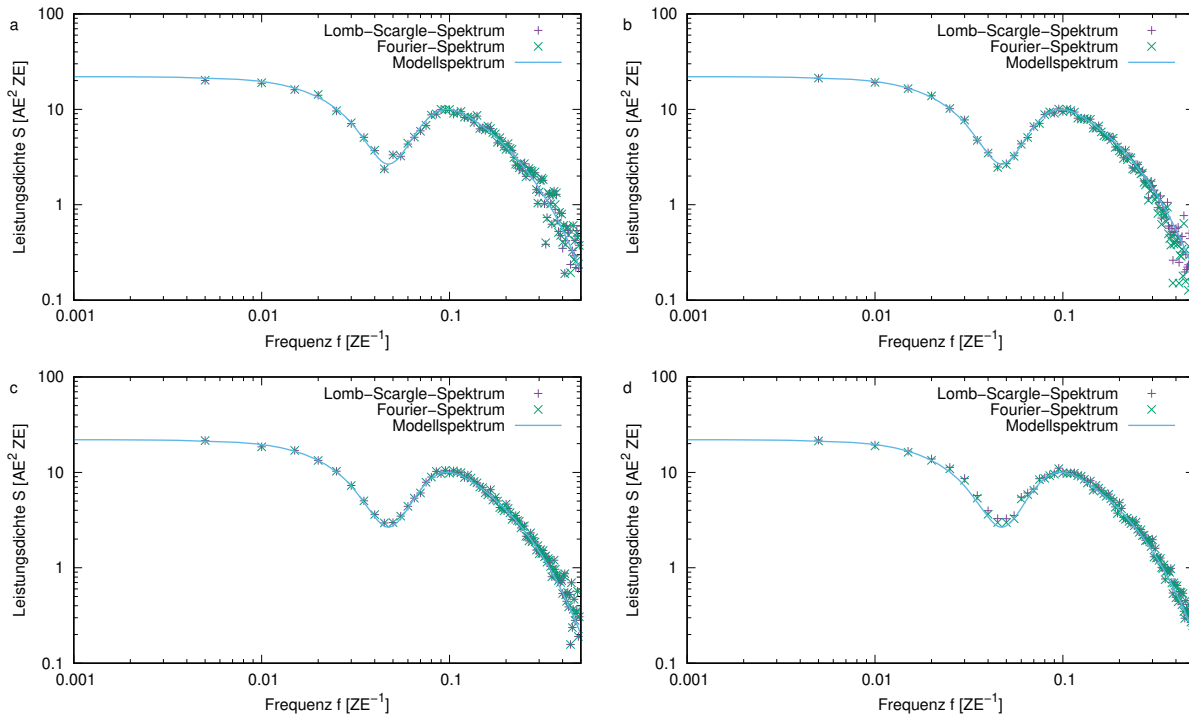 a
Lomb−Scargle−Spektrum
Fourier−Spektrum
Modellspektrum
Leistungsdichte S [AE² ZE]
100
10
1
0.1
0.001 0.01 0.1
Frequenz f [ZE⁻¹]
b
Lomb−Scargle−Spektrum
Fourier−Spektrum
Modellspektrum
Leistungsdichte S [AE² ZE]
100
10
1
0.1
0.001 0.01 0.1
Frequenz f [ZE⁻¹]
c
Lomb−Scargle−Spektrum
Fourier−Spektrum
Modellspektrum
Leistungsdichte S [AE² ZE]
100
10
1
0.1
0.001 0.01 0.1
Frequenz f [ZE⁻¹]
d
Lomb−Scargle−Spektrum
Fourier−Spektrum
Modellspektrum
Leistungsdichte S [AE² ZE]
100
10
1
0.1
0.001 0.01 0.1
Frequenz f [ZE⁻¹]